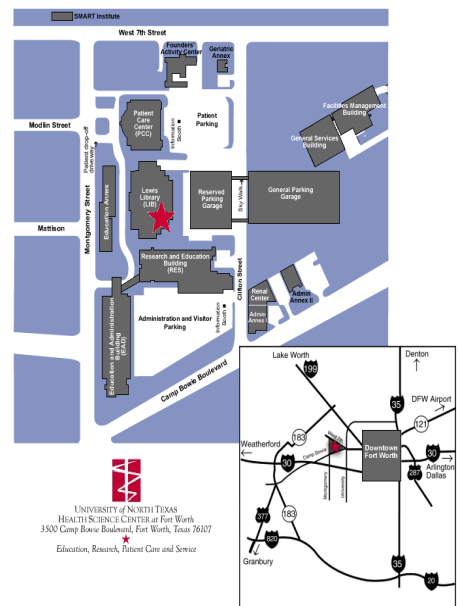 SMART Institute
West 7th Street
Founders'
Activity Center
Geriatric
Annex
Facilities Management
Building
General Services
Building
Patient
Care
Center
(PCC)
Information
Booth
Patient
Parking
Modlin Street
Patient drop-off
driveway
Montgomery Street
Education Annex
Lewis
Library
(LIB)
Reserved
Parking
Garage
Sky Walk
General Parking
Garage
Mattison
Research and Education
Building
(RES)
Clifton Street
Renal
Center
Admin
Annex II
Admin
Annex I
Education and Administration
Building
(EAD)
Administration and Visitor
Parking
Information
Booth
Camp Bowie Boulevard
Lake Worth
Denton
199
35
DFW Airport
121
183
Weatherford
West 7th
Camp Bowie
Downtown
Fort Worth
30
30
Arlington
Dallas
287
Montgomery
University
377
183
820
Granbury
35
20
UNIVERSITY of NORTH TEXAS
HEALTH SCIENCE CENTER at Fort Worth
3500 Camp Bowie Boulevard, Fort Worth, Texas 76107
Education, Research, Patient Care and Service